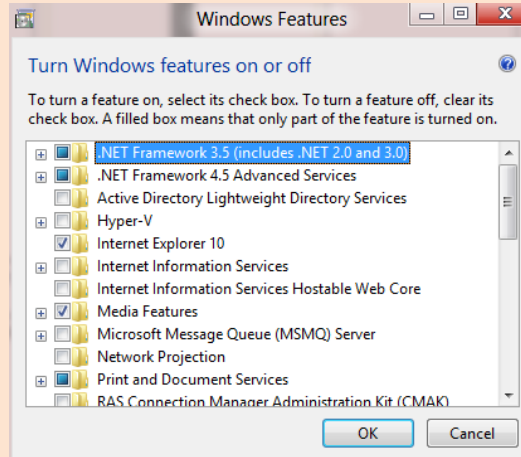 Windows Features
Turn Windows features on or off
To turn a feature on, select its check box. To turn a feature off, clear its
check box. A filled box means that only part of the feature is turned on.
.NET Framework 3.5 (includes .NET 2.0 and 3.0)
.NET Framework 4.5 Advanced Services
Active Directory Lightweight Directory Services
Hyper-V
Internet Explorer 10
Internet Information Services
Internet Information Services Hostable Web Core
Media Features
Microsoft Message Queue (MSMQ) Server
Network Projection
Print and Document Services
RAS Connection Manager Administration Kit (CMAK)
OK Cancel